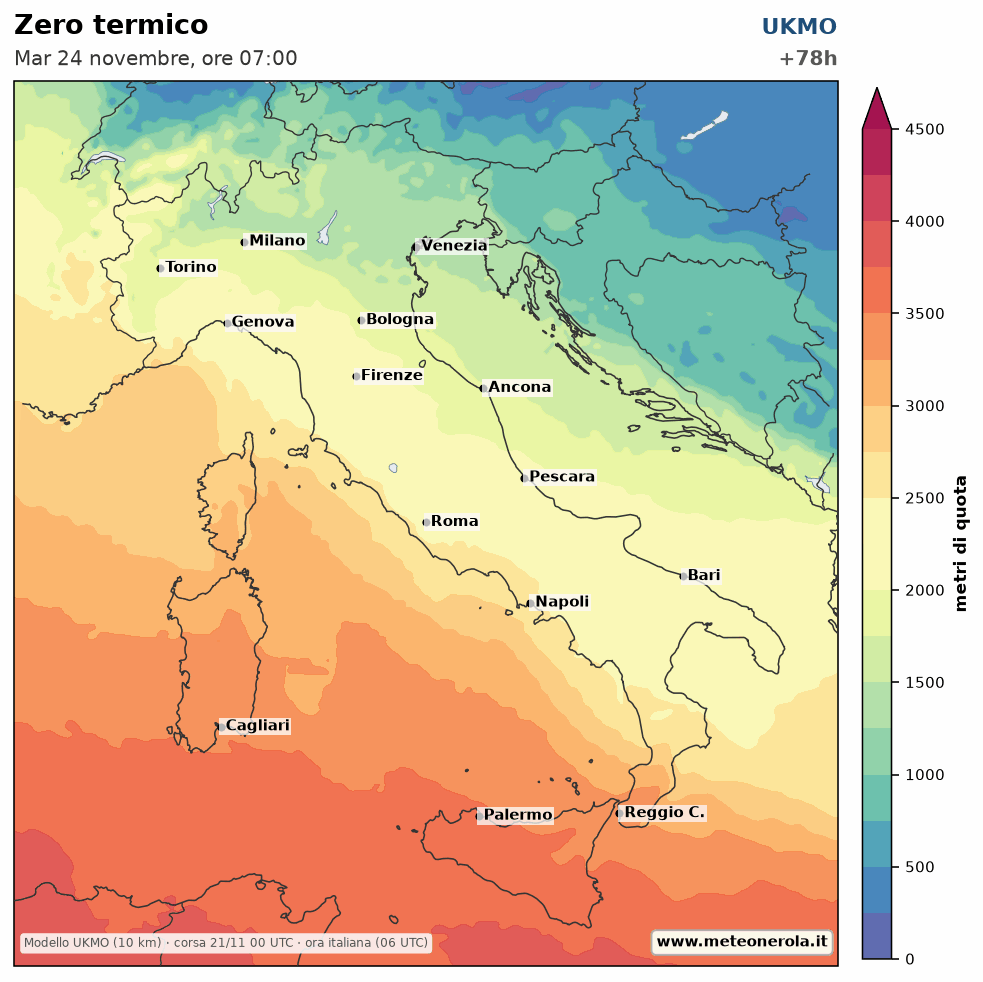 Zero termico
UKMO
Mar 24 novembre, ore 07:00
+78h
Milano
Venezia
Torino
Genova
Bologna
Firenze
Ancona
Pescara
Roma
Bari
Napoli
Cagliari
Palermo
Reggio C.
4500
4000
3500
3000
2500
2000
1500
1000
500
0
metri di quota
Modello UKMO (10 km) · corsa 21/11 00 UTC · ora italiana (06 UTC)
www.meteonerola.it